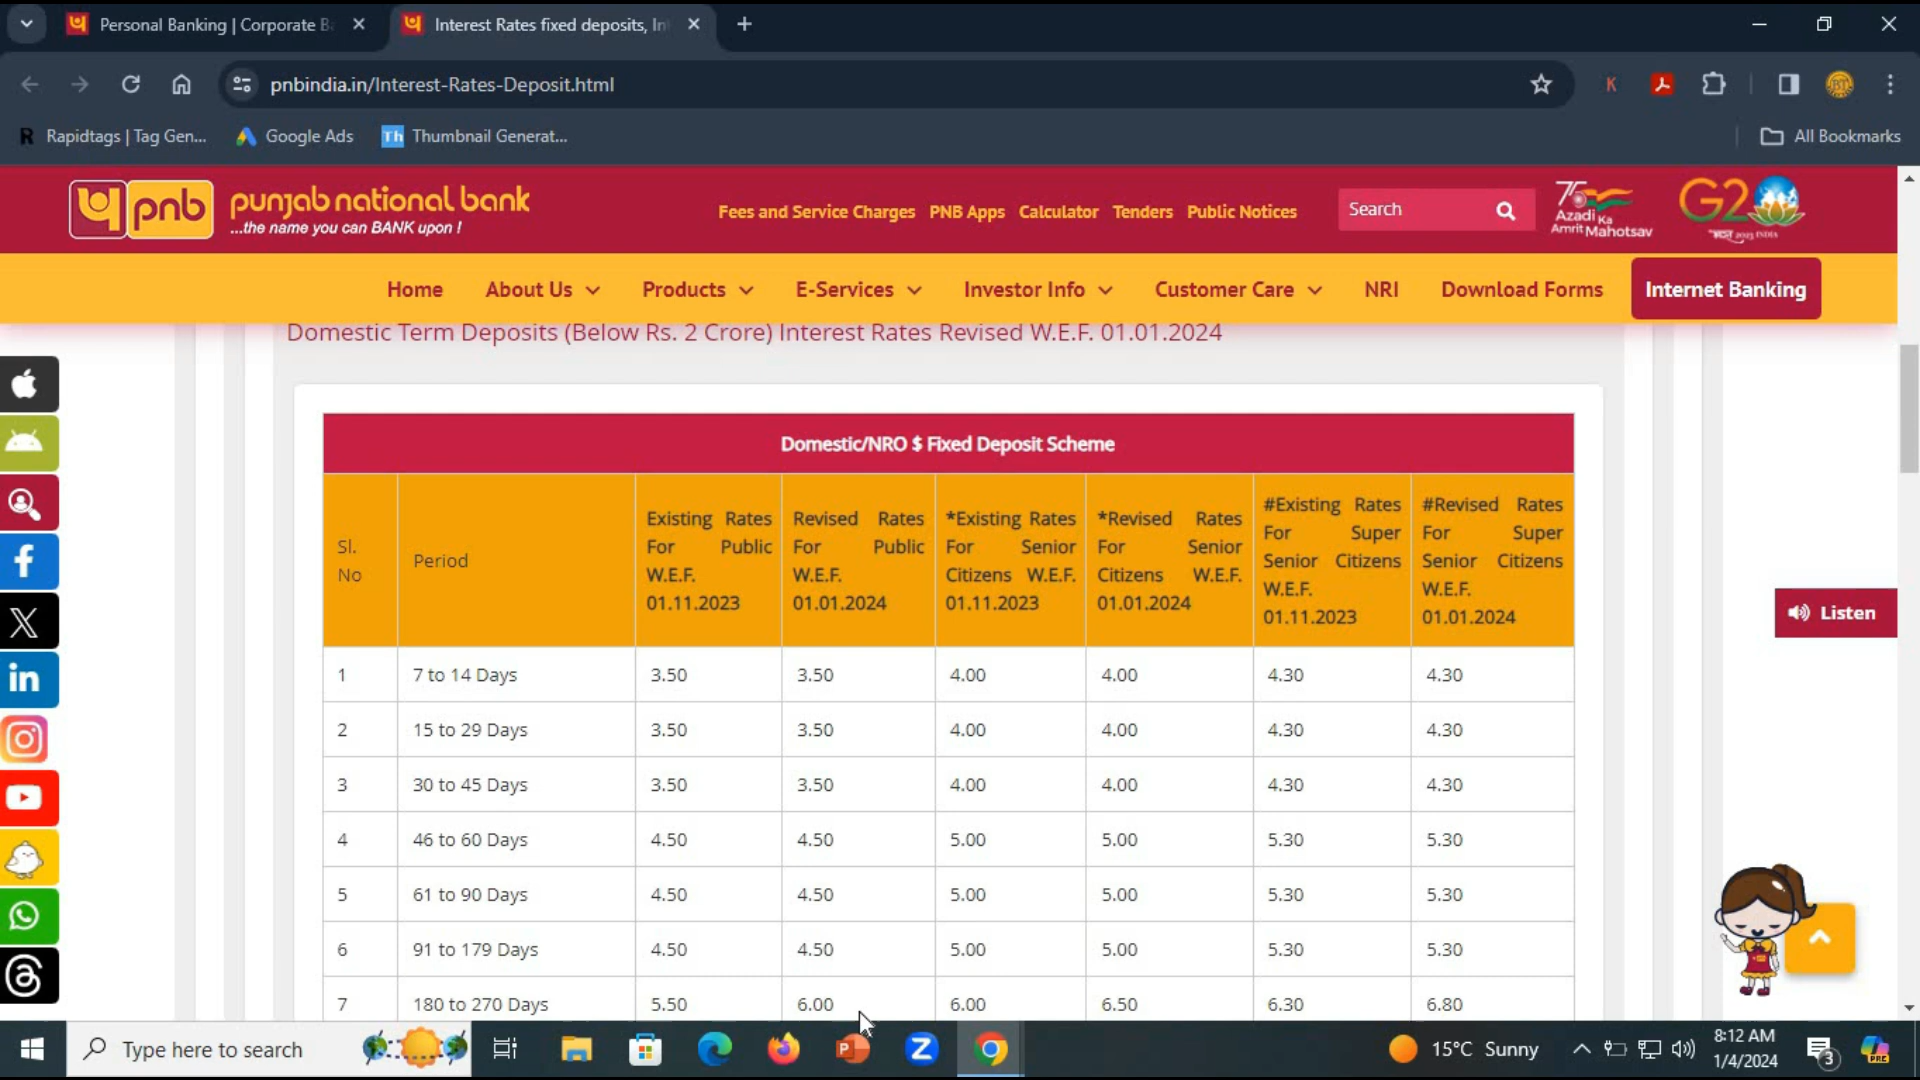 Personal Banking | Corporate B
Interest Rates fixed deposits, In
pnbindia.in/Interest-Rates-Deposit.html
K
R Rapidtags | Tag Gen...
Google Ads
Th Thumbnail Generat...
All Bookmarks
प pnb punjab national bank
...the name you can BANK upon !
Fees and Service Charges PNB Apps Calculator Tenders Public Notices
Search
75 Azadi Ka Amrit Mahotsav
G2
भारत 2023 INDIA
Home About Us Products E-Services Investor Info Customer Care NRI Download Forms Internet Banking
Domestic Term Deposits (Below Rs. 2 Crore) Interest Rates Revised W.E.F. 01.01.2024
Domestic/NRO $ Fixed Deposit Scheme
Sl. No
Period
Existing Rates For Public W.E.F. 01.11.2023
Revised Rates For Public W.E.F. 01.01.2024
*Existing Rates For Senior Citizens W.E.F. 01.11.2023
*Revised Rates For Senior Citizens W.E.F. 01.01.2024
#Existing Rates For Super Senior Citizens W.E.F. 01.11.2023
#Revised Rates For Super Senior Citizens W.E.F. 01.01.2024
1 7 to 14 Days 3.50 3.50 4.00 4.00 4.30 4.30
2 15 to 29 Days 3.50 3.50 4.00 4.00 4.30 4.30
3 30 to 45 Days 3.50 3.50 4.00 4.00 4.30 4.30
4 46 to 60 Days 4.50 4.50 5.00 5.00 5.30 5.30
5 61 to 90 Days 4.50 4.50 5.00 5.00 5.30 5.30
6 91 to 179 Days 4.50 4.50 5.00 5.00 5.30 5.30
7 180 to 270 Days 5.50 6.00 6.00 6.50 6.30 6.80
Listen
Type here to search
15°C Sunny
8:12 AM
1/4/2024
3
PRE